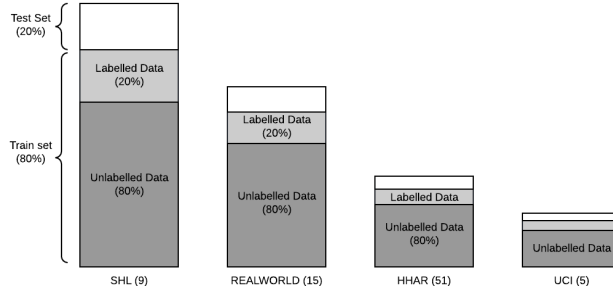 Test Set
(20%)
Train set
(80%)
Labelled Data
(20%)
Unlabelled Data
(80%)
SHL (9)
Labelled Data
(20%)
Unlabelled Data
(80%)
REALWORLD (15)
Labelled Data
Unlabelled Data
(80%)
HHAR (51)
Unlabelled Data
UCI (5)